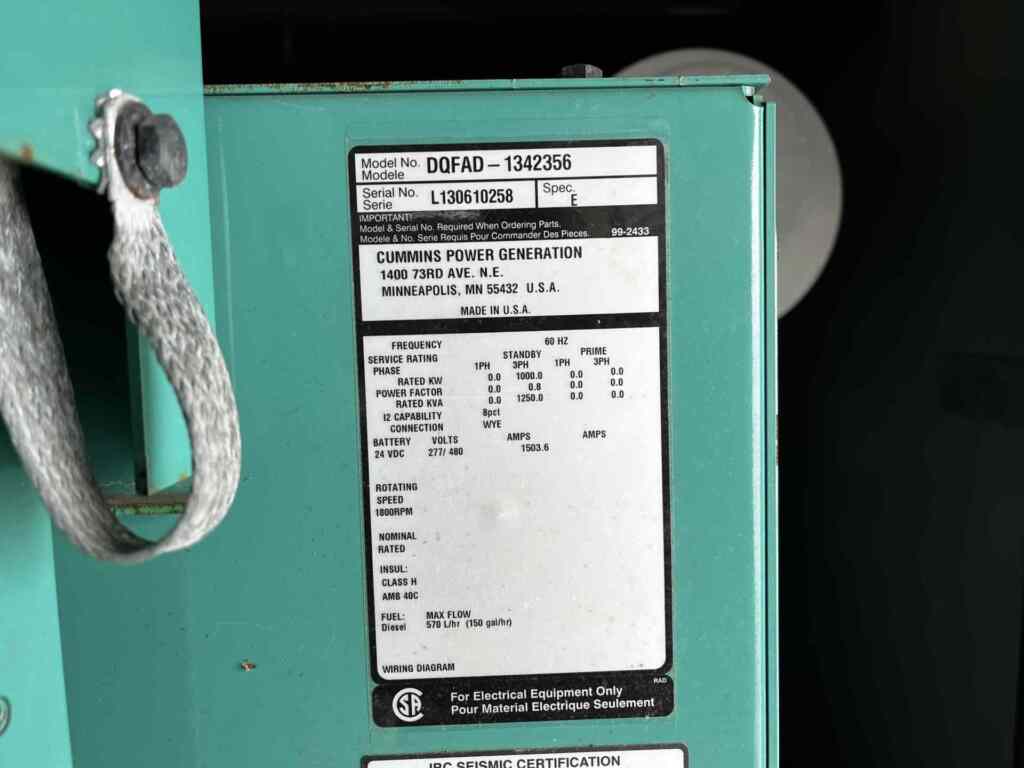 Model No. DQFAD – 1342356
Modele
Serial No. L130610258 Spec.
Serie E
IMPORTANT!
Model & Serial No. Required When Ordering Parts.
Modele & No. Serie Requis Pour Commander Des Pieces. 99-2433
CUMMINS POWER GENERATION
1400 73RD AVE. N.E.
MINNEAPOLIS, MN 55432 U.S.A.
MADE IN U.S.A.
FREQUENCY 60 HZ
SERVICE RATING STANDBY PRIME
PHASE 1PH 3PH 1PH 3PH
RATED KW 0.0 1000.0 0.0 0.0
POWER FACTOR 0.0 0.8 0.0 0.0
RATED KVA 0.0 1250.0 0.0 0.0
I2 CAPABILITY 8pct
CONNECTION WYE
BATTERY VOLTS AMPS AMPS
24 VDC 277/ 480 1503.6
ROTATING
SPEED
1800RPM
NOMINAL
RATED
INSUL:
CLASS H
AMB 40C
FUEL: MAX FLOW
Diesel 570 L/hr (150 gal/hr)
WIRING DIAGRAM
RAD
SA For Electrical Equipment Only
Pour Material Electrique Seulement
IBC SEISMIC CERTIFICATION